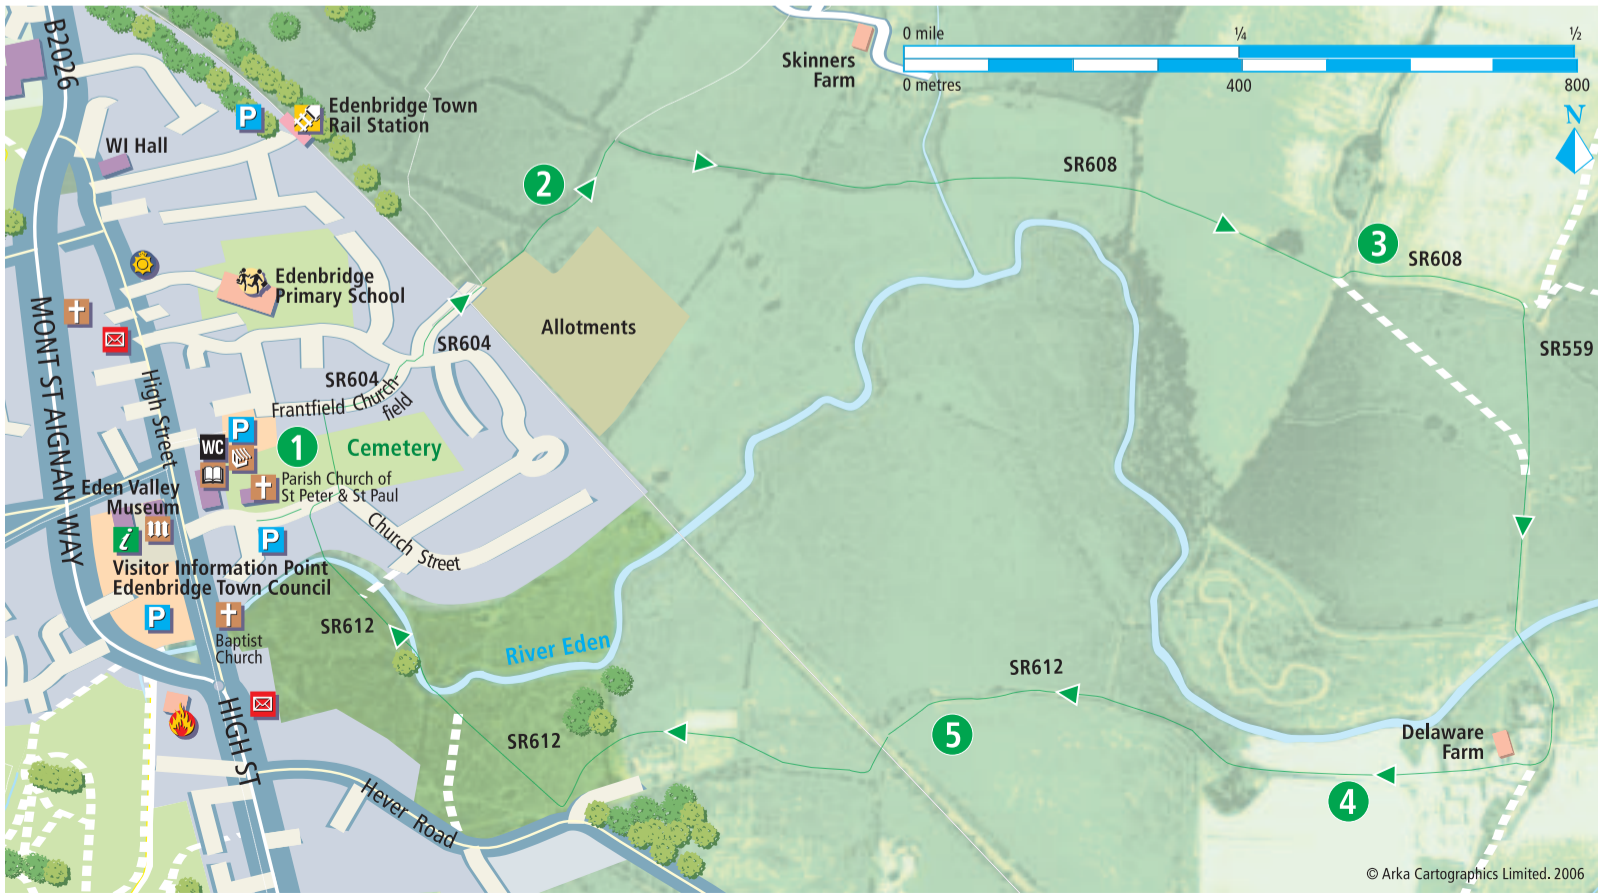 B2026
0 mile
¼
½
0 metres
400
800
N
Skinners
Farm
P
Edenbridge Town
Rail Station
WI Hall
2
SR608
3
SR608
SR559
Edenbridge
Primary School
Allotments
SR604
SR604
MONT ST AIGNAN WAY
High Street
Frantfield
Church-
field
P
WC
1
Cemetery
Parish Church of
St Peter & St Paul
Eden Valley
Museum
i
m
P
Church Street
Visitor Information Point
Edenbridge Town Council
P
Baptist
Church
SR612
River Eden
SR612
SR612
5
Delaware
Farm
4
HIGH ST
Hever Road
© Arka Cartographics Limited. 2006